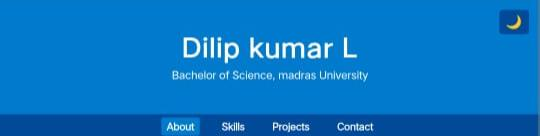 Dilip kumar L
Bachelor of Science, madras University
About Skills Projects Contact